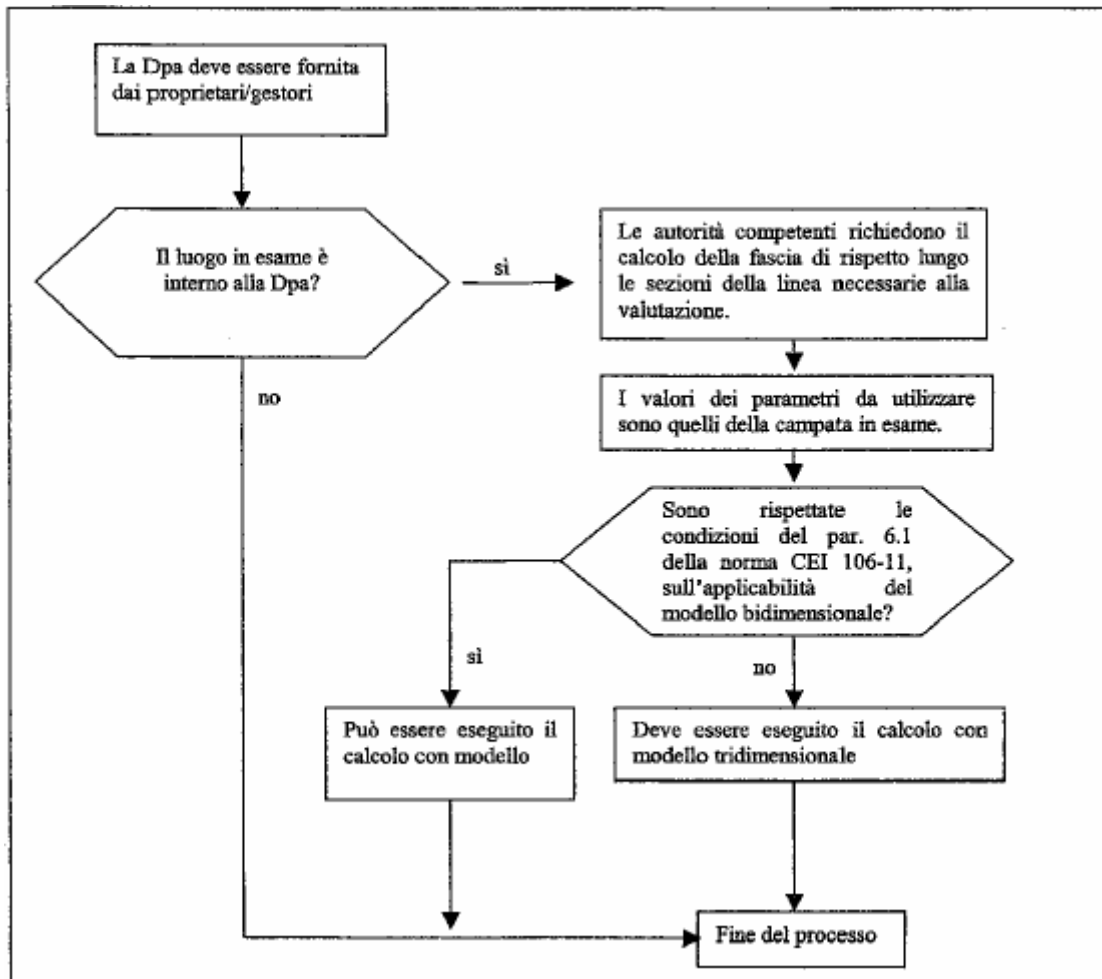 La Dpa deve essere fornita
dai proprietari/gestori
Il luogo in esame è
interno alla Dpa?
sì
Le autorità competenti richiedono il
calcolo della fascia di rispetto lungo
le sezioni della linea necessarie alla
valutazione.
no
I valori dei parametri da utilizzare
sono quelli della campata in esame.
Sono rispettate le
condizioni del par. 6.1
della norma CEI 106-11,
sull'applicabilità del
modello bidimensionale?
sì
no
Può essere eseguito il
calcolo con modello
Deve essere eseguito il calcolo con
modello tridimensionale
Fine del processo